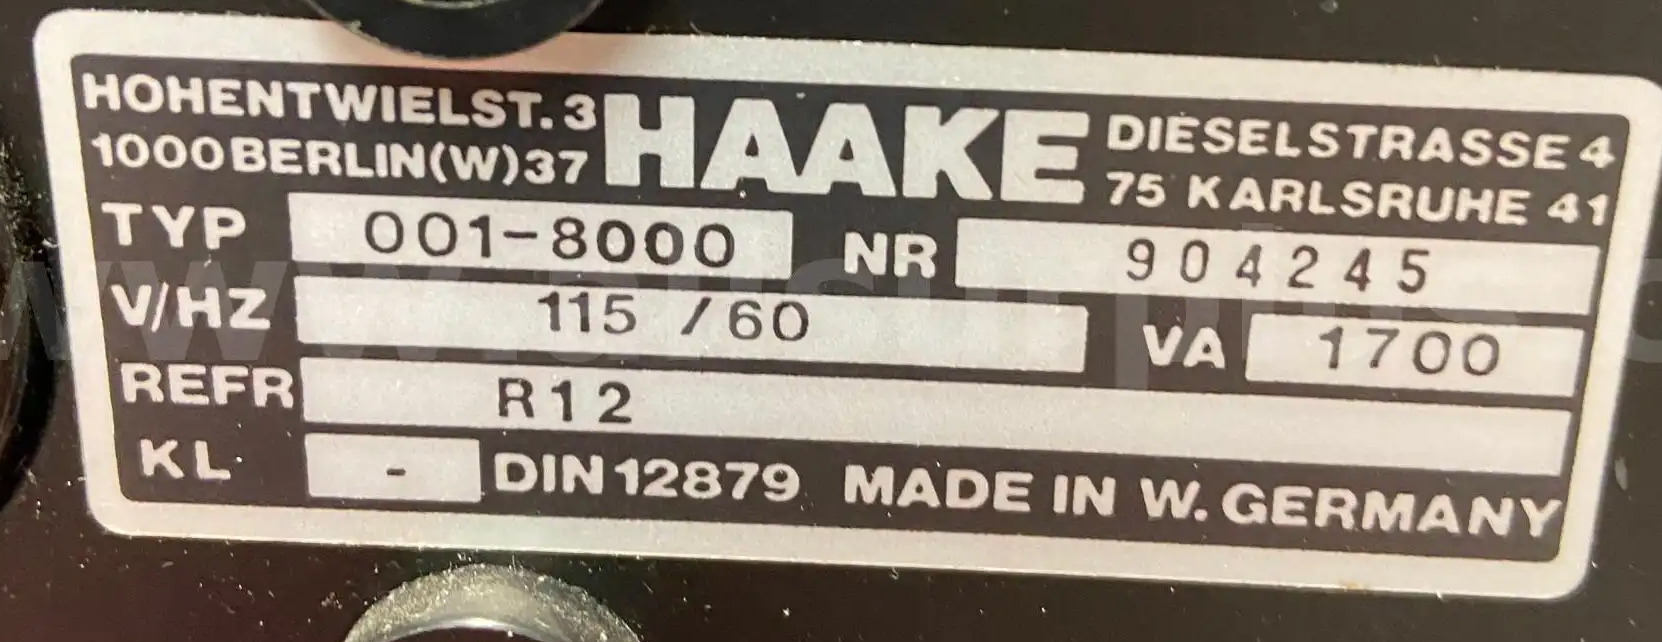 HOHENTWIELST. 3
1000 BERLIN(W)37
HAAKE
DIESELSTRASSE 4
75 KARLSRUHE 41
TYP 001-8000 NR 904245
V/HZ 115 / 60 VA 1700
REFR R12
KL - DIN 12879 MADE IN W. GERMANY